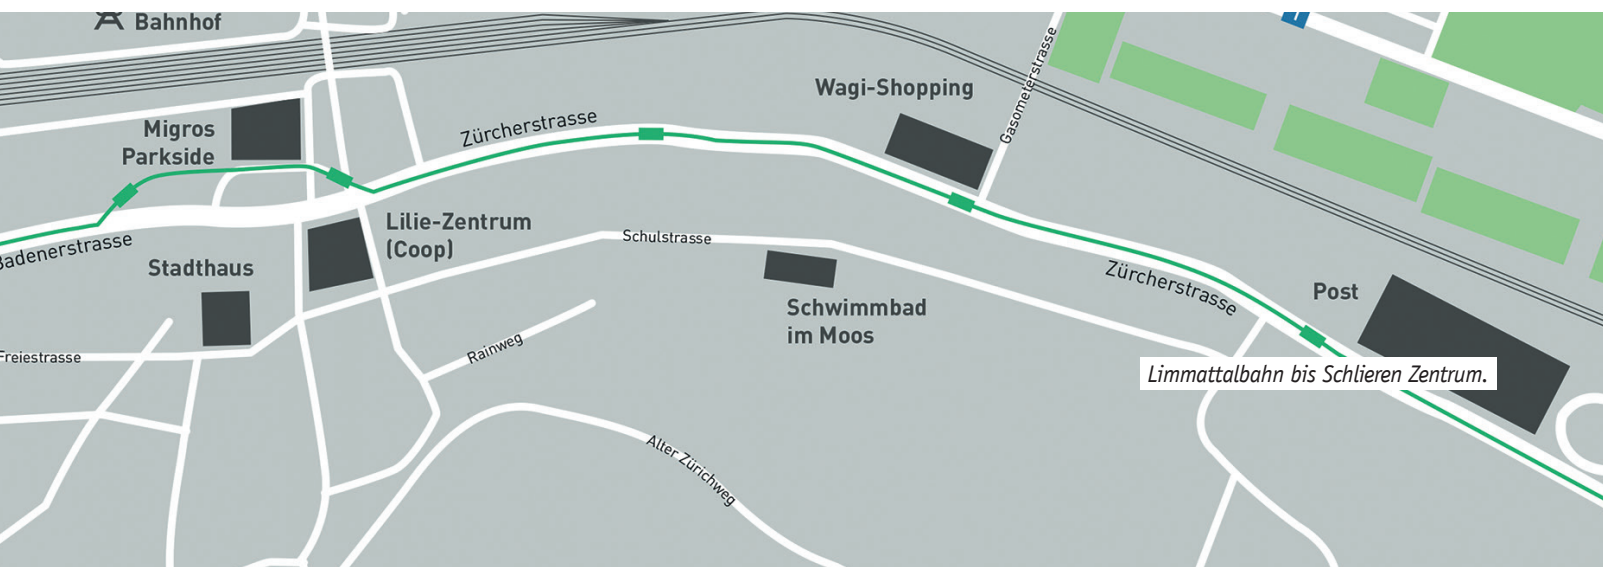 Bahnhof
Wagi-Shopping
Gasometerstrasse
Migros
Parkside
Zürcherstrasse
Lilie-Zentrum
(Coop)
Badenerstrasse
Schulstrasse
Stadthaus
Zürcherstrasse
Post
Schwimmbad
im Moos
Freiestrasse
Rainweg
Limmattalbahn bis Schlieren Zentrum.
Alter Zürichweg